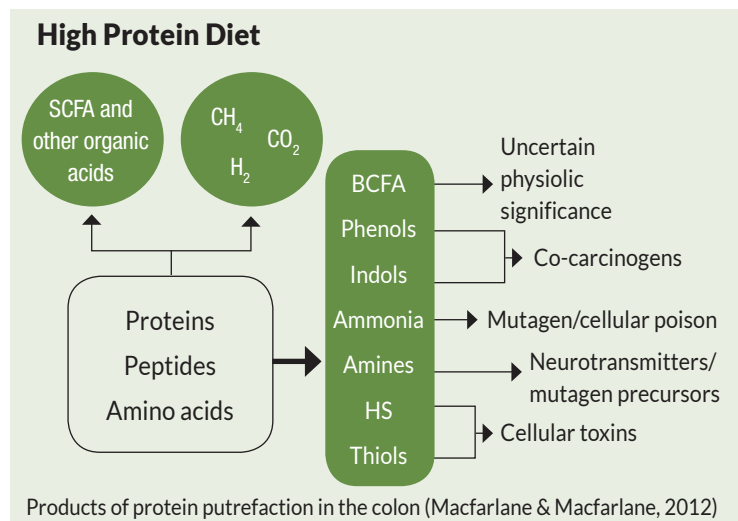 High Protein Diet
SCFA and
other organic
acids
CH₄
CO₂
H₂
Proteins
Peptides
Amino acids
BCFA
Phenols
Indols
Ammonia
Amines
HS
Thiols
Uncertain
physiolic
significance
Co-carcinogens
Mutagen/cellular poison
Neurotransmitters/
mutagen precursors
Cellular toxins
Products of protein putrefaction in the colon (Macfarlane & Macfarlane, 2012)